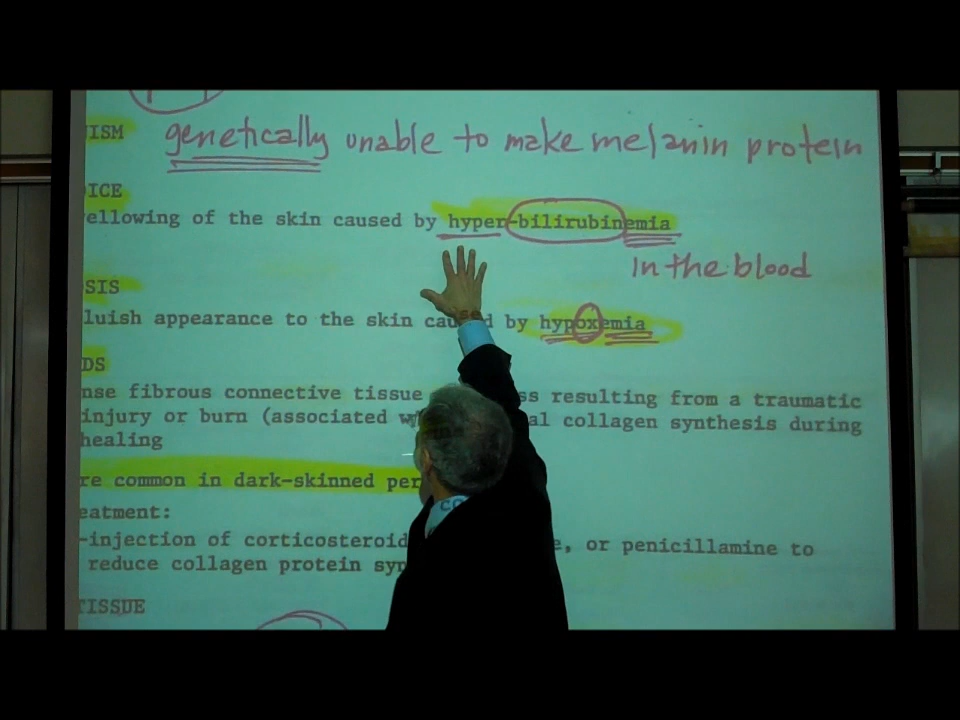 ISM genetically unable to make melanin protein
ICE
ellowing of the skin caused by hyper-bilirubinemia
in the blood
SIS
luish appearance to the skin by hypoxemia
DS
nse fibrous connective tissue ss resulting from a traumatic
injury or burn (associated al collagen synthesis during
healing
re common in dark-skinned per
eatment:
-injection of corticosteroid e, or penicillamine to
reduce collagen protein syn
TISSUE